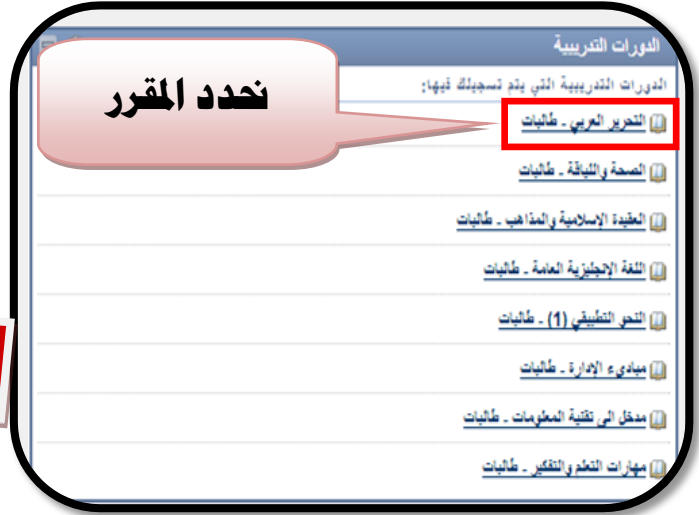 الدورات التدريبية
نحدد المقرر
الدورات التدريبية التي يتم تسجيلك فيها:
التحرير العربي - طالبات
الصحة واللياقة - طالبات
العقيدة الإسلامية والمذاهب - طالبات
اللغة الإنجليزية العامة - طالبات
النحو التطبيقي (1) - طالبات
مباديء الإدارة - طالبات
مدخل الى تقنية المعلومات - طالبات
مهارات التعلم والتفكير - طالبات